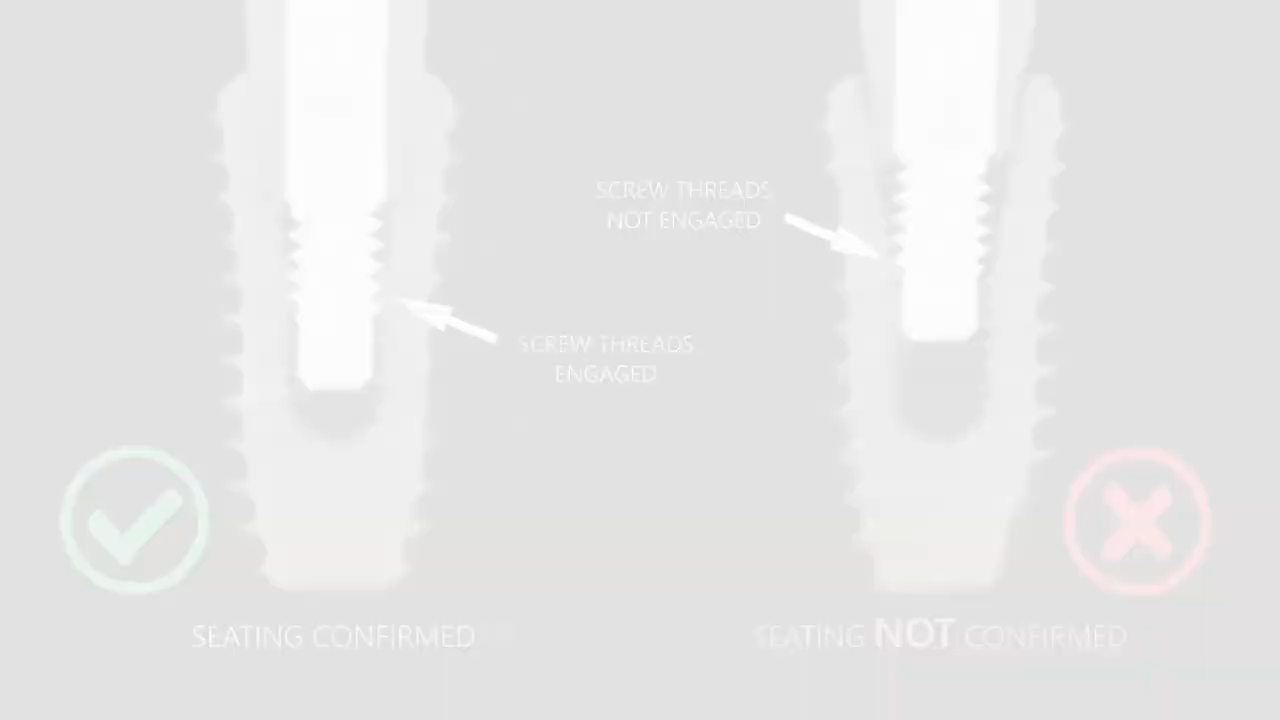 SCREW THREADS
NOT ENGAGED
SCREW THREADS
ENGAGED
SEATING CONFIRMED
SEATING NOT CONFIRMED